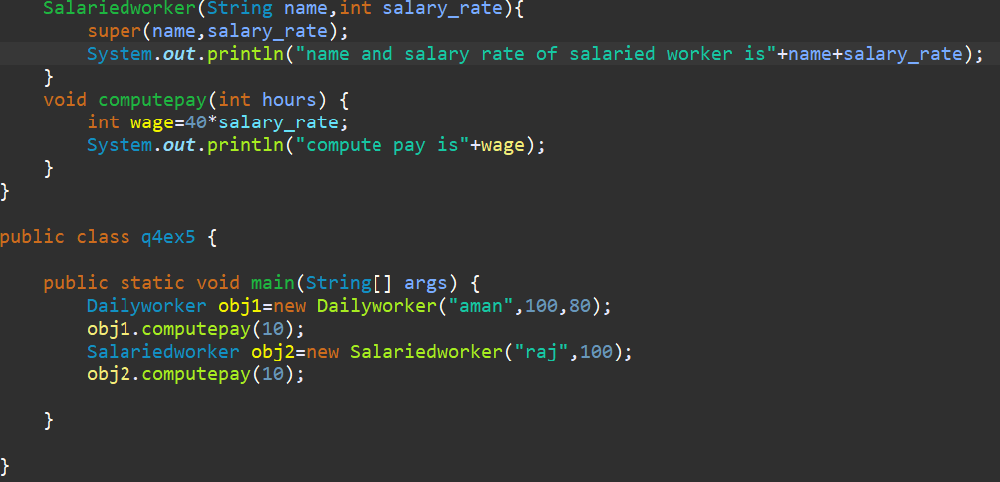 Salariedworker(String name,int salary_rate){
super(name,salary_rate);
System.out.println("name and salary rate of salaried worker is"+name+salary_rate);
}
void computepay(int hours) {
int wage=40*salary_rate;
System.out.println("compute pay is"+wage);
}
}
public class q4ex5 {
public static void main(String[] args) {
Dailyworker obj1=new Dailyworker("aman",100,80);
obj1.computepay(10);
Salariedworker obj2=new Salariedworker("raj",100);
obj2.computepay(10);
}
}